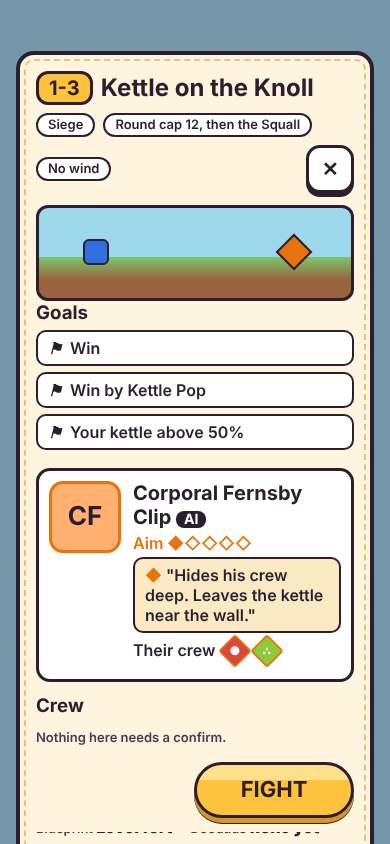 1-3 Kettle on the Knoll
Siege Round cap 12, then the Squall
No wind ×
Goals
Win
Win by Kettle Pop
Your kettle above 50%
CF
Corporal Fernsby
Clip AI
Aim
"Hides his crew
deep. Leaves the kettle
near the wall."
Their crew
Crew
Nothing here needs a confirm.
FIGHT